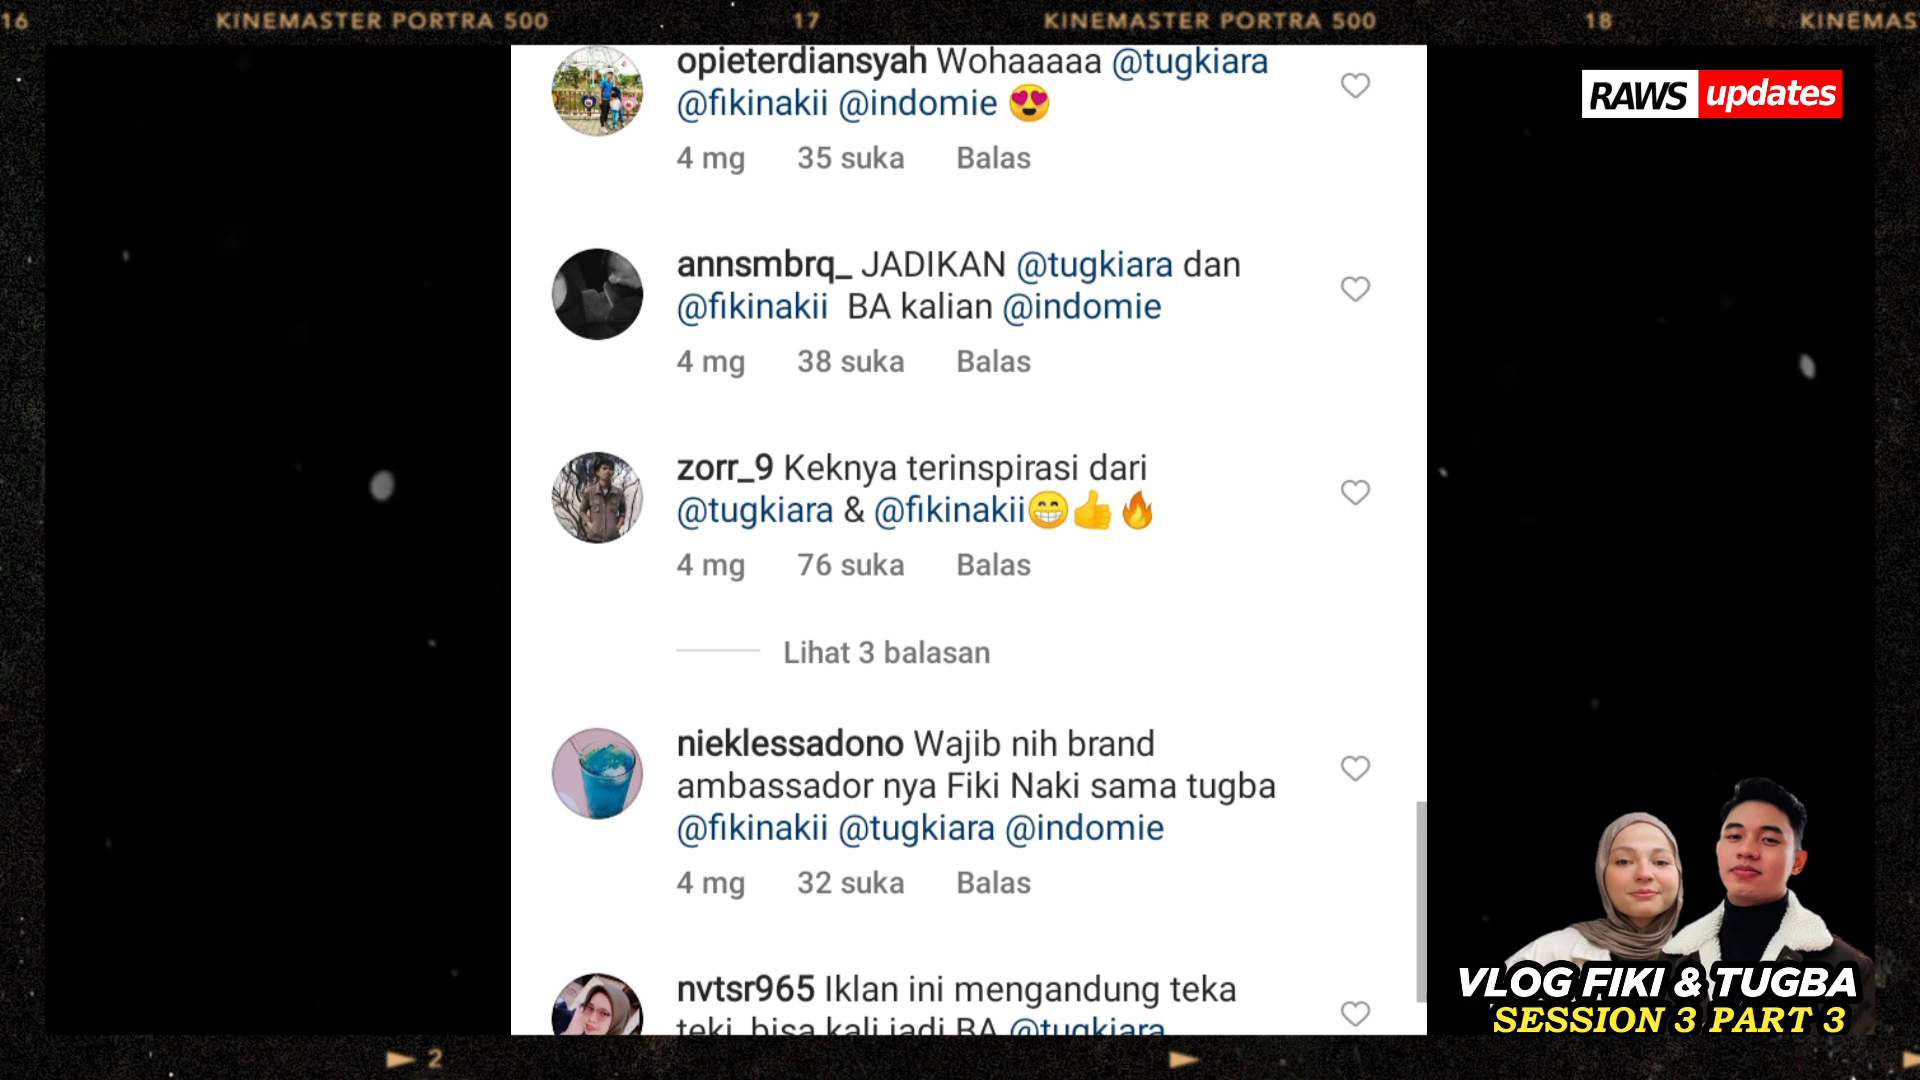 16 KINEMASTER PORTRA 500 17 KINEMASTER PORTRA 500 18 KINEMAS
RAWS updates
opieterdiansyah Wohaaaaa @tugkiara
@fikinakii @indomie 😍
4 mg 35 suka Balas
annsmbrq_ JADIKAN @tugkiara dan
@fikinakii BA kalian @indomie
4 mg 38 suka Balas
zorr_9 Keknya terinspirasi dari
@tugkiara & @fikinakii😁👍🔥
4 mg 76 suka Balas
Lihat 3 balasan
nieklessadono Wajib nih brand
ambassador nya Fiki Naki sama tugba
@fikinakii @tugkiara @indomie
4 mg 32 suka Balas
nvtsr965 Iklan ini mengandung teka
teki, bisa kali jadi BA @tugkiara
VLOG FIKI & TUGBA
SESSION 3 PART 3
2